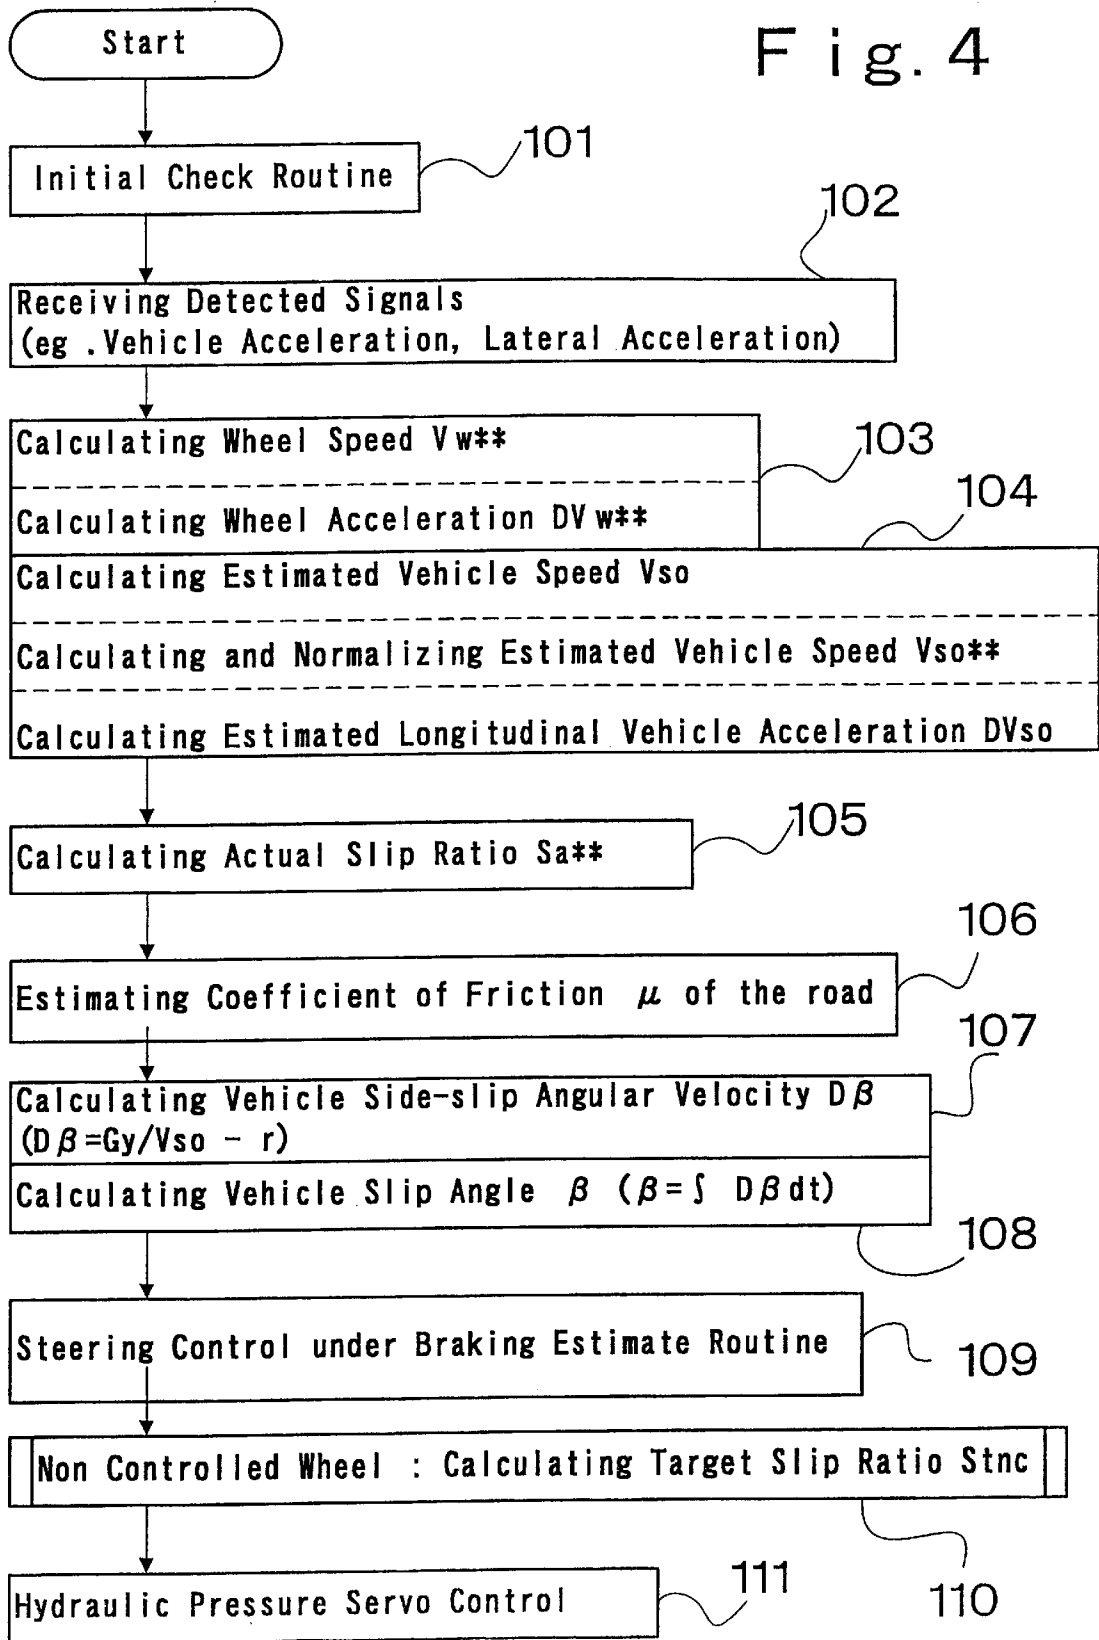 Fig. 4
Start
101
Initial Check Routine
102
Receiving Detected Signals
(eg .Vehicle Acceleration, Lateral Acceleration)
103
Calculating Wheel Speed Vw**
Calculating Wheel Acceleration DVw**
104
Calculating Estimated Vehicle Speed Vso
Calculating and Normalizing Estimated Vehicle Speed Vso**
Calculating Estimated Longitudinal Vehicle Acceleration DVso
105
Calculating Actual Slip Ratio Sa**
106
Estimating Coefficient of Friction μ of the road
107
Calculating Vehicle Side-slip Angular Velocity Dβ
(Dβ=Gy/Vso - r)
Calculating Vehicle Slip Angle β (β=∫ Dβdt)
108
Steering Control under Braking Estimate Routine
109
Non Controlled Wheel : Calculating Target Slip Ratio Stnc
110
Hydraulic Pressure Servo Control
111